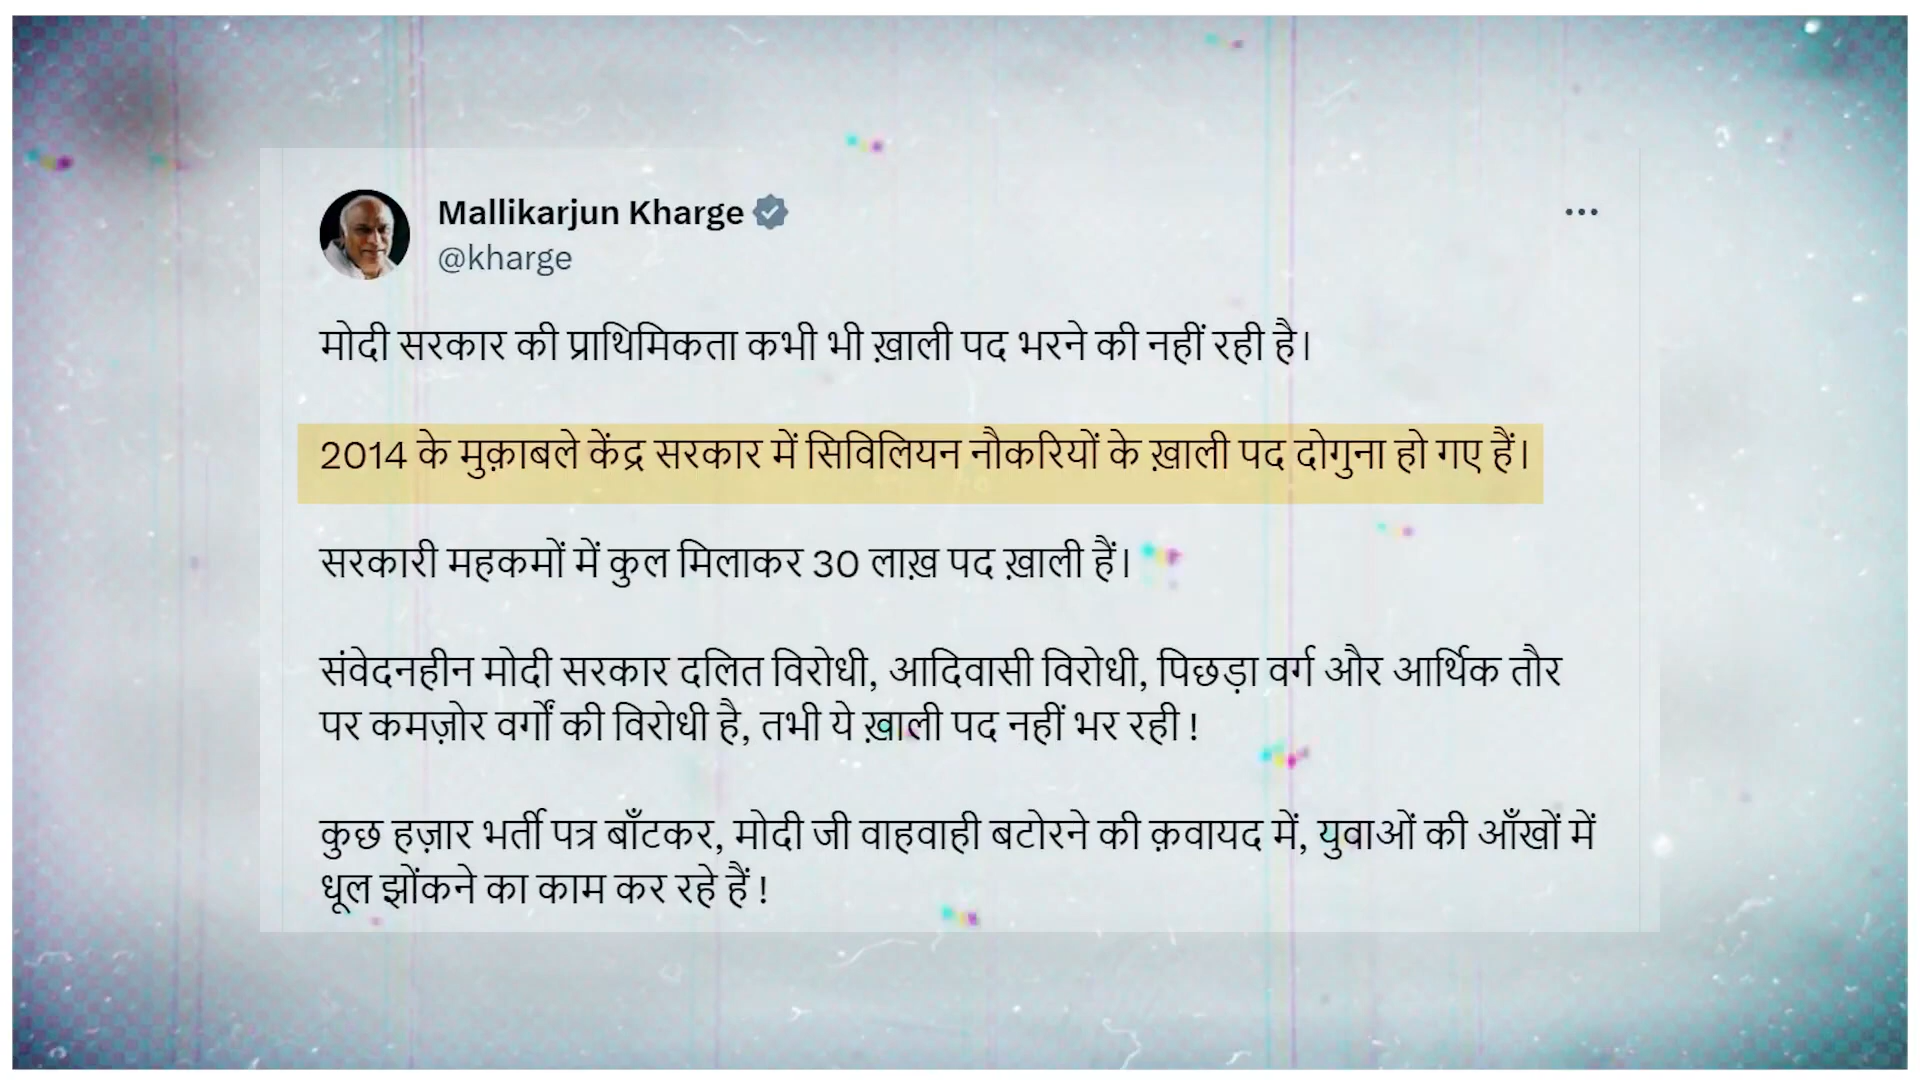 Mallikarjun Kharge
@kharge
मोदी सरकार की प्राथिमिकता कभी भी ख़ाली पद भरने की नहीं रही है।
2014 के मुक़ाबले केंद्र सरकार में सिविलियन नौकरियों के ख़ाली पद दोगुना हो गए हैं।
सरकारी महकमों में कुल मिलाकर 30 लाख़ पद ख़ाली हैं।
संवेदनहीन मोदी सरकार दलित विरोधी, आदिवासी विरोधी, पिछड़ा वर्ग और आर्थिक तौर
पर कमज़ोर वर्गों की विरोधी है, तभी ये ख़ाली पद नहीं भर रही !
कुछ हज़ार भर्ती पत्र बाँटकर, मोदी जी वाहवाही बटोरने की क़वायद में, युवाओं की आँखों में
धूल झोंकने का काम कर रहे हैं !